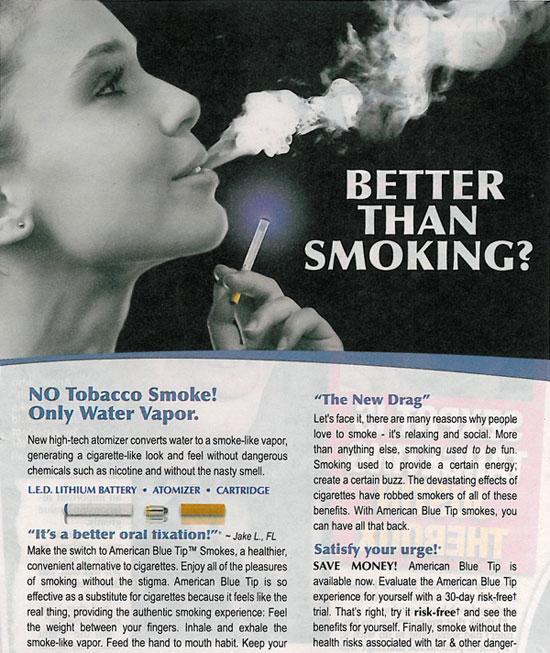 BETTER
THAN
SMOKING?
NO Tobacco Smoke!
Only Water Vapor.
New high-tech atomizer converts water to a smoke-like vapor,
generating a cigarette-like look and feel without dangerous
chemicals such as nicotine and without the nasty smell.
L.E.D. LITHIUM BATTERY • ATOMIZER • CARTRIDGE
"It's a better oral fixation!"* ~ Jake L., FL
Make the switch to American Blue Tip™ Smokes, a healthier,
convenient alternative to cigarettes. Enjoy all of the pleasures
of smoking without the stigma. American Blue Tip is so
effective as a substitute for cigarettes because it feels like the
real thing, providing the authentic smoking experience: Feel
the weight between your fingers. Inhale and exhale the
smoke-like vapor. Feed the hand to mouth habit. Keep your
"The New Drag"
Let's face it, there are many reasons why people
love to smoke - it's relaxing and social. More
than anything else, smoking used to be fun.
Smoking used to provide a certain energy;
create a certain buzz. The devastating effects of
cigarettes have robbed smokers of all of these
benefits. With American Blue Tip smokes, you
can have all that back.
Satisfy your urge!*
SAVE MONEY! American Blue Tip is
available now. Evaluate the American Blue Tip
experience for yourself with a 30-day risk-free†
trial. That's right, try it risk-free† and see the
benefits for yourself. Finally, smoke without the
health risks associated with tar & other danger-